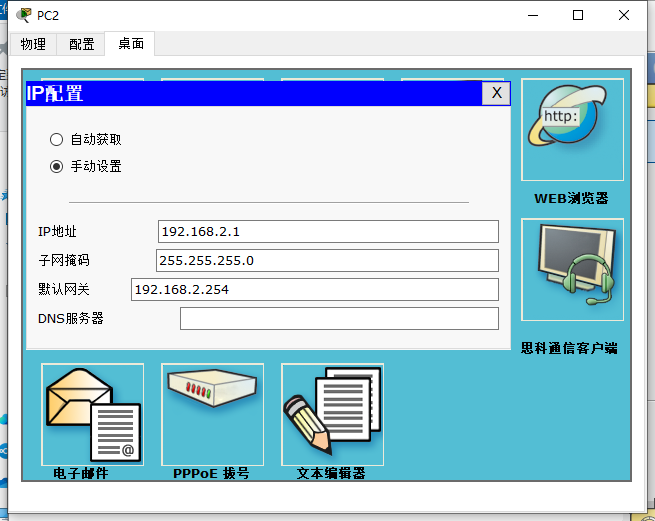 PC2
物理 配置 桌面
IP配置 X
http:
自动获取
手动设置
WEB浏览器
IP地址 192.168.2.1
子网掩码 255.255.255.0
默认网关 192.168.2.254
DNS服务器
思科通信客户端
@
电子邮件 PPPoE 拨号 文本编辑器